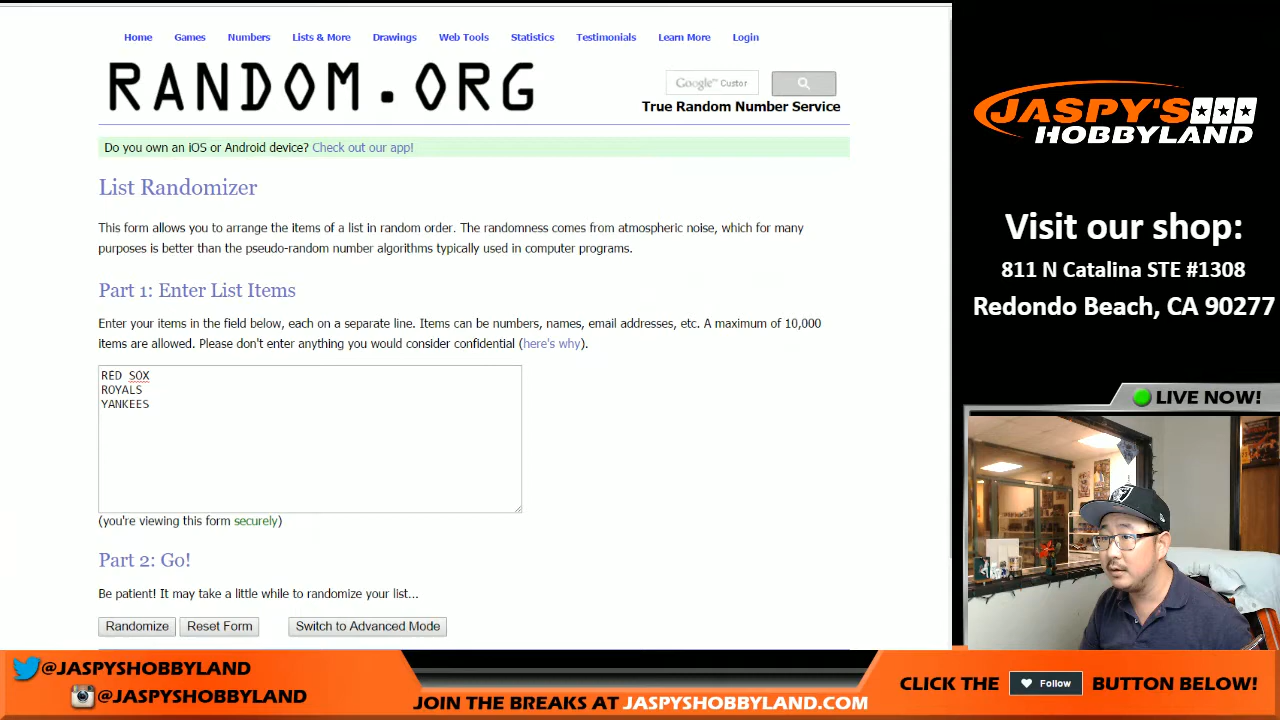 Home Games Numbers Lists & More Drawings Web Tools Statistics Testimonials Learn More Login
RANDOM.ORG
Google™ Custor
True Random Number Service
Do you own an iOS or Android device? Check out our app!
List Randomizer
This form allows you to arrange the items of a list in random order. The randomness comes from atmospheric noise, which for many
purposes is better than the pseudo-random number algorithms typically used in computer programs.
Part 1: Enter List Items
Enter your items in the field below, each on a separate line. Items can be numbers, names, email addresses, etc. A maximum of 10,000
items are allowed. Please don't enter anything you would consider confidential (here's why).
RED SOX
ROYALS
YANKEES
(you're viewing this form securely)
Part 2: Go!
Be patient! It may take a little while to randomize your list...
Randomize Reset Form Switch to Advanced Mode
JASPY'S
HOBBYLAND
Visit our shop:
811 N Catalina STE #1308
Redondo Beach, CA 90277
LIVE NOW!
@JASPYSHOBBYLAND
@JASPYSHOBBYLAND
JOIN THE BREAKS AT JASPYSHOBBYLAND.COM
CLICK THE Follow BUTTON BELOW!